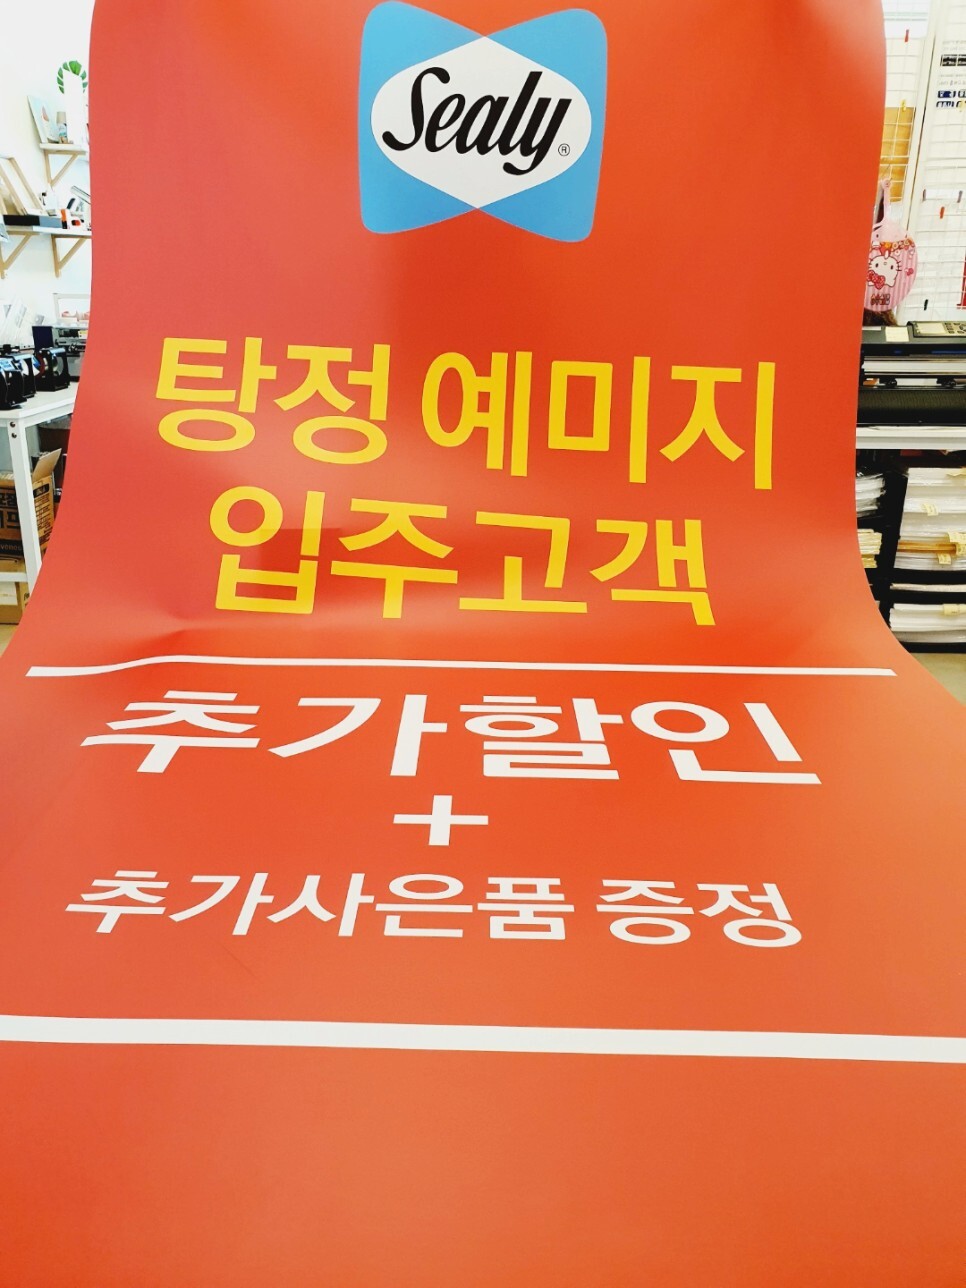 Sealy®
탕정 예미지
입주고객
추가할인
+
추가사은품 증정